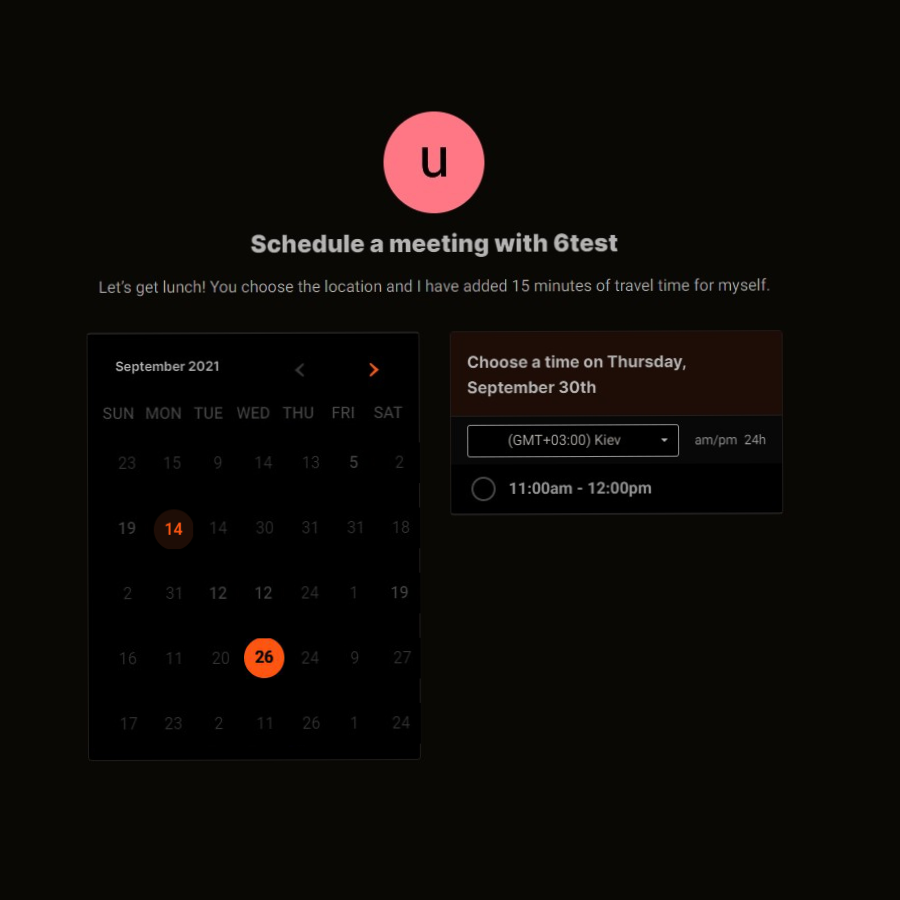 u
Schedule a meeting with 6test
Let's get lunch! You choose the location and I have added 15 minutes of travel time for myself.
September 2021
SUN MON TUE WED THU FRI SAT
23 15 9 14 13 5 2
19 14 14 30 31 31 18
2 31 12 12 24 1 19
16 11 20 26 24 9 27
17 23 2 11 26 1 24
Choose a time on Thursday,
September 30th
(GMT+03:00) Kiev am/pm 24h
11:00am - 12:00pm